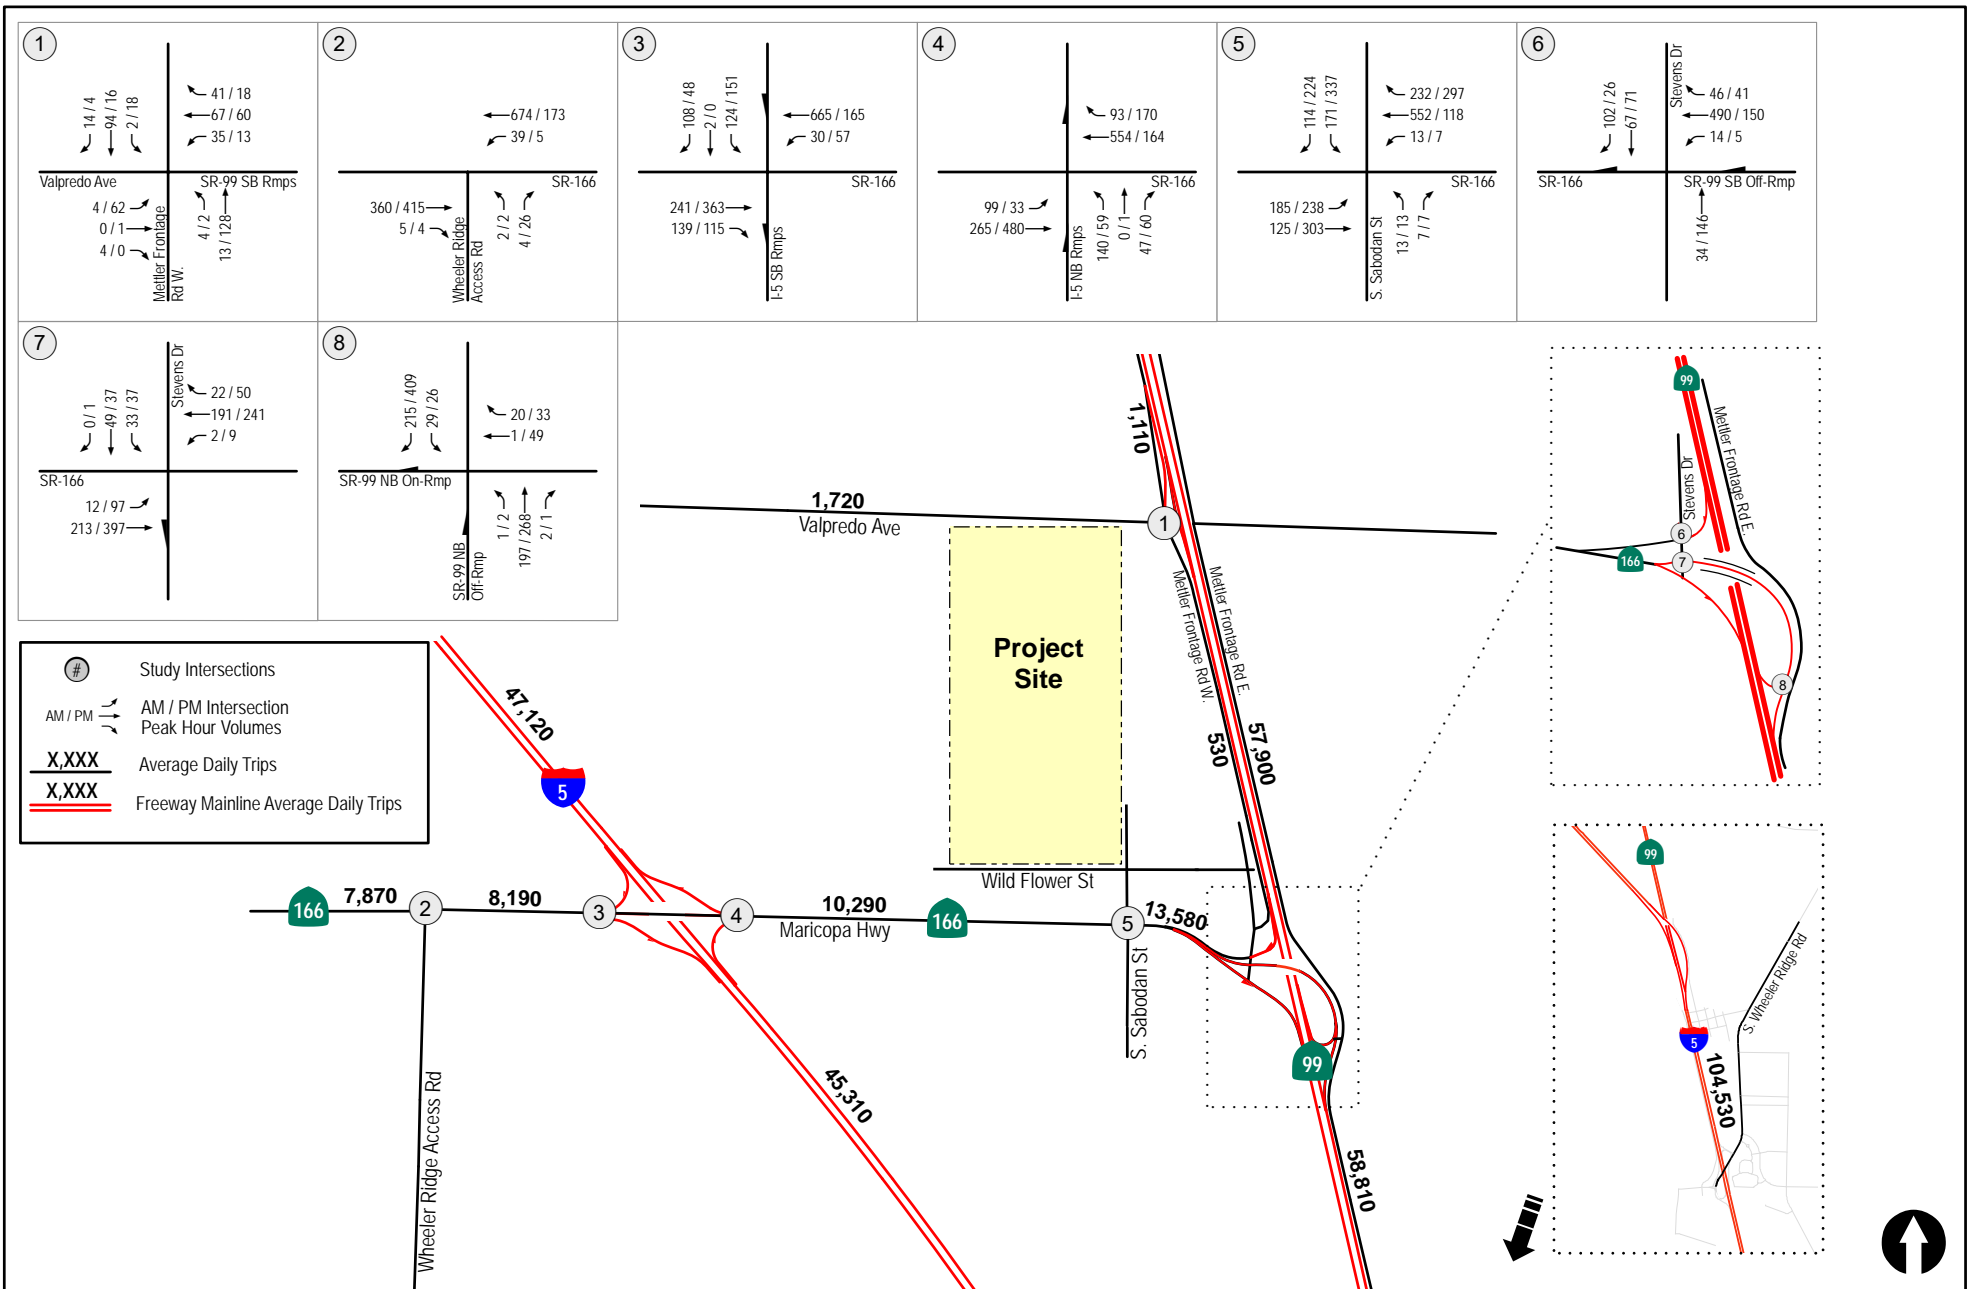 1
14 / 4
94 / 16
2 / 18
41 / 18
67 / 60
35 / 13
Valpredo Ave
SR-99 SB Rmps
4 / 62
0 / 1
4 / 0
Mettler Frontage
Rd W.
4 / 2
13 / 128
2
674 / 173
39 / 5
360 / 415
5 / 4
Wheeler Ridge
Access Rd
2 / 2
4 / 26
3
108 / 48
2 / 0
124 / 151
665 / 165
30 / 57
SR-166
241 / 363
139 / 115
I-5 SB Rmps
4
93 / 170
554 / 164
SR-166
99 / 33
265 / 480
I-5 NB Rmps
140 / 59
0 / 1
47 / 60
5
114 / 224
171 / 337
232 / 297
552 / 118
13 / 7
SR-166
185 / 238
125 / 303
S. Sabodan St
13 / 13
7 / 7
6
102 / 26
67 / 71
Stevens Dr
46 / 41
490 / 150
14 / 5
SR-166
SR-99 SB Off-Rmp
34 / 146
SR-166
7
0 / 1
49 / 37
33 / 37
Stevens Dr
22 / 50
191 / 241
2 / 9
SR-166
12 / 97
213 / 397
8
215 / 409
29 / 26
20 / 33
1 / 49
SR-99 NB On-Rmp
SR-99 NB
Off-Rmp
1 / 2
197 / 268
2 / 1
# Study Intersections
AM / PM
AM / PM Intersection
Peak Hour Volumes
X,XXX Average Daily Trips
X,XXX Freeway Mainline Average Daily Trips
1,110
1,720
Valpredo Ave
1
Project
Site
Mettler Frontage Rd W.
Mettler Frontage Rd E.
530
57,900
47,120
5
Wild Flower St
166
7,870
2
8,190
3
4
10,290
Maricopa Hwy
166
5
13,580
S. Sabodan St
99
45,310
58,810
Wheeler Ridge Access Rd
99
Mettler Frontage Rd E.
Stevens Dr
6
7
166
8
99
S. Wheeler Ridge Rd
5
104,530